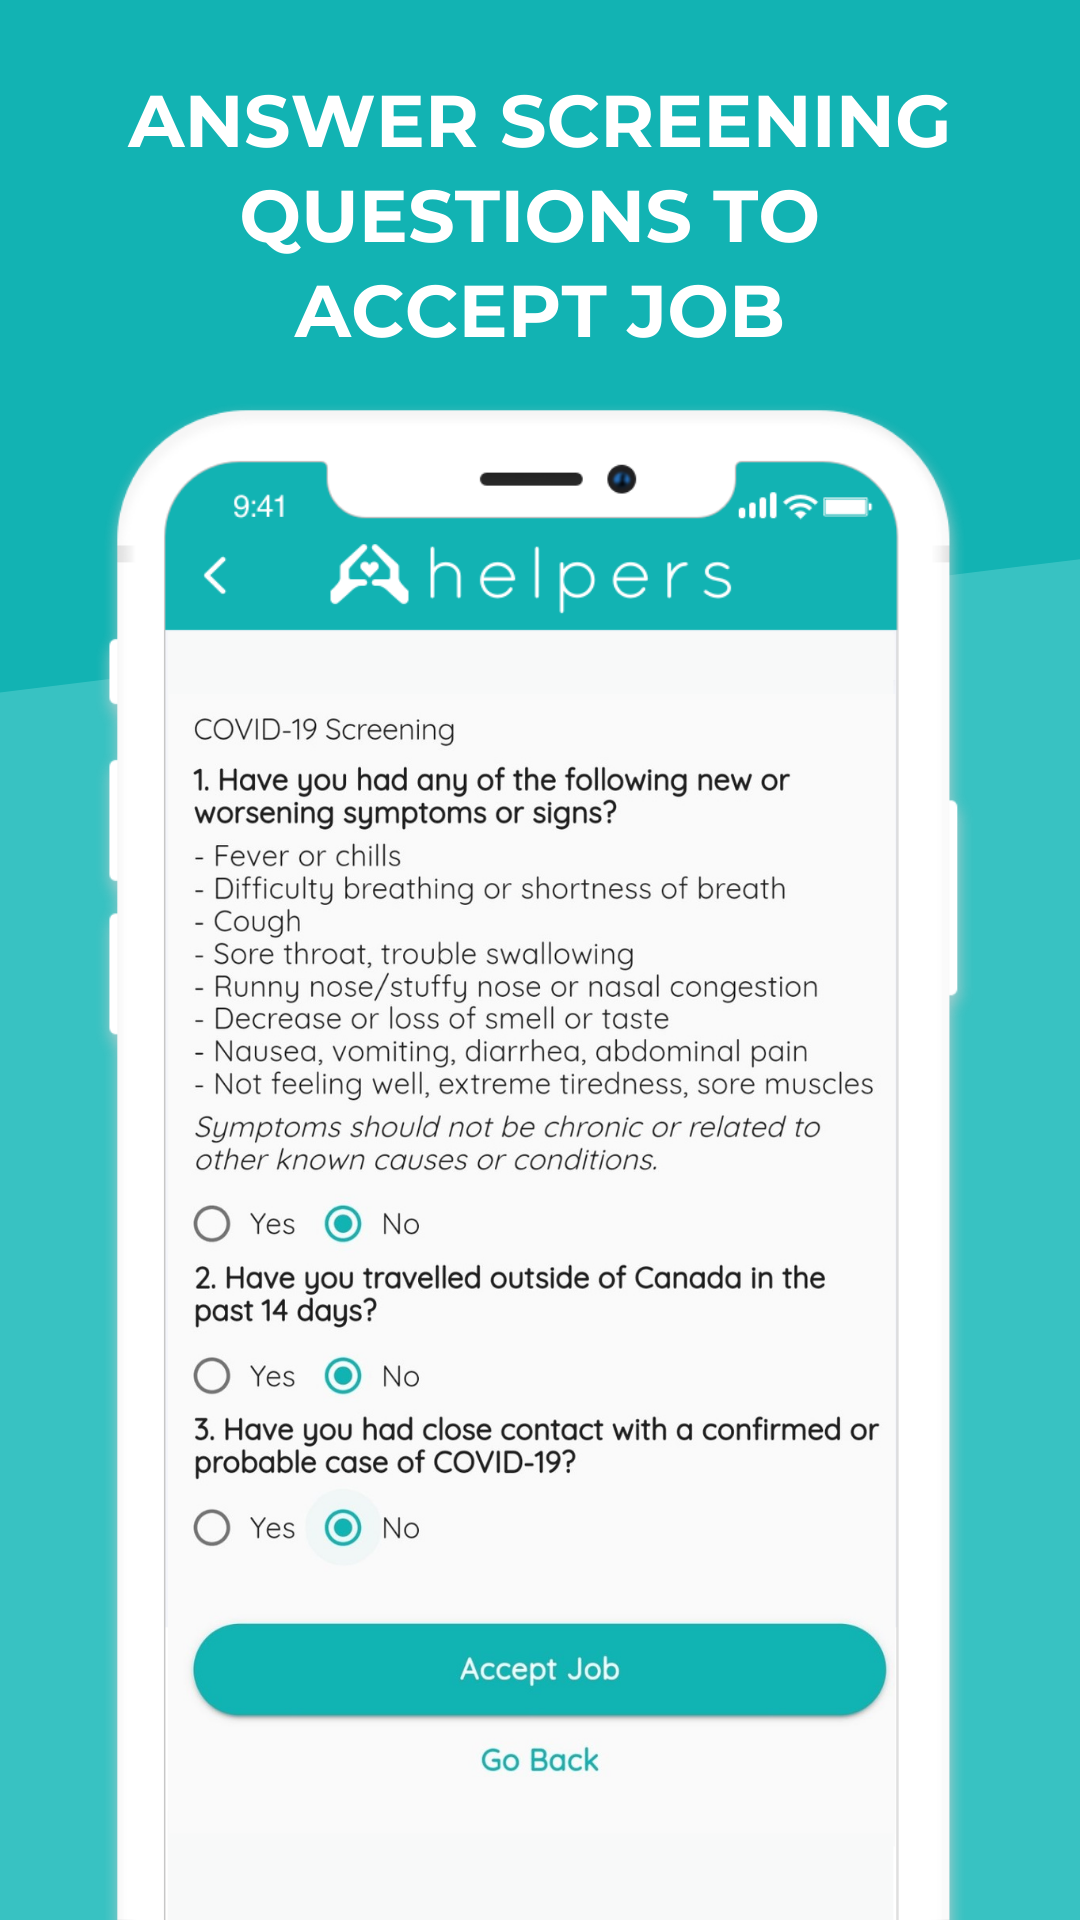 ANSWER SCREENING
QUESTIONS TO
ACCEPT JOB
9:41
helpers
COVID-19 Screening
1. Have you had any of the following new or
worsening symptoms or signs?
- Fever or chills
- Difficulty breathing or shortness of breath
- Cough
- Sore throat, trouble swallowing
- Runny nose/stuffy nose or nasal congestion
- Decrease or loss of smell or taste
- Nausea, vomiting, diarrhea, abdominal pain
- Not feeling well, extreme tiredness, sore muscles
Symptoms should not be chronic or related to
other known causes or conditions.
Yes No
2. Have you travelled outside of Canada in the
past 14 days?
Yes No
3. Have you had close contact with a confirmed or
probable case of COVID-19?
Yes No
Accept Job
Go Back